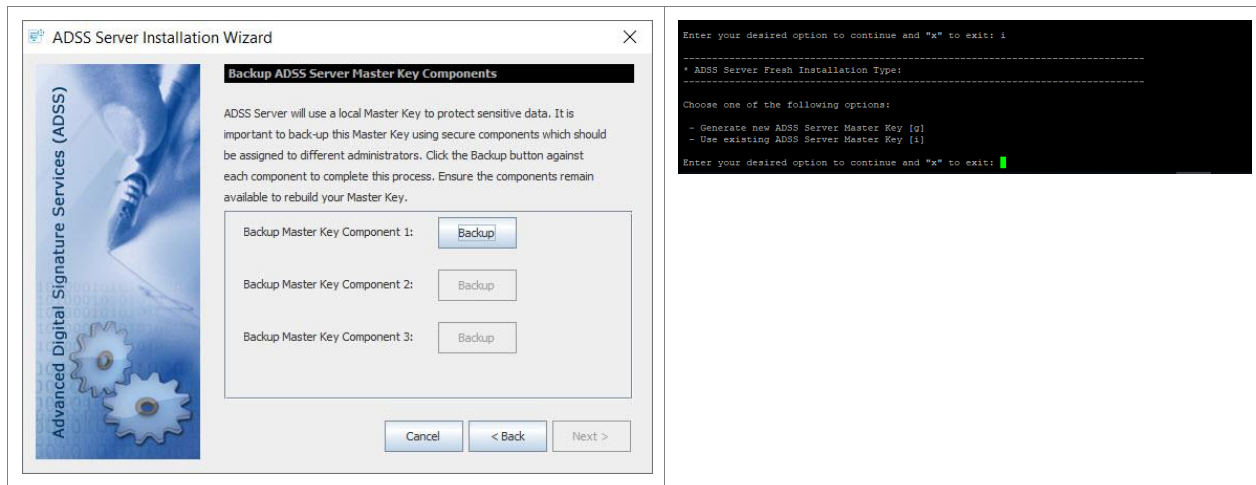 ADSS Server Installation Wizard
Advanced Digital Signature Services (ADSS)
Backup ADSS Server Master Key Components
ADSS Server will use a local Master Key to protect sensitive data. It is
important to back-up this Master Key using secure components which should
be assigned to different administrators. Click the Backup button against
each component to complete this process. Ensure the components remain
available to rebuild your Master Key.
Backup Master Key Component 1: Backup
Backup Master Key Component 2: Backup
Backup Master Key Component 3: Backup
Cancel < Back Next >
Enter your desired option to continue and "x" to exit: i
* ADSS Server Fresh Installation Type:
Choose one of the following options:
- Generate new ADSS Server Master Key [g]
- Use existing ADSS Server Master Key [i]
Enter your desired option to continue and "x" to exit: